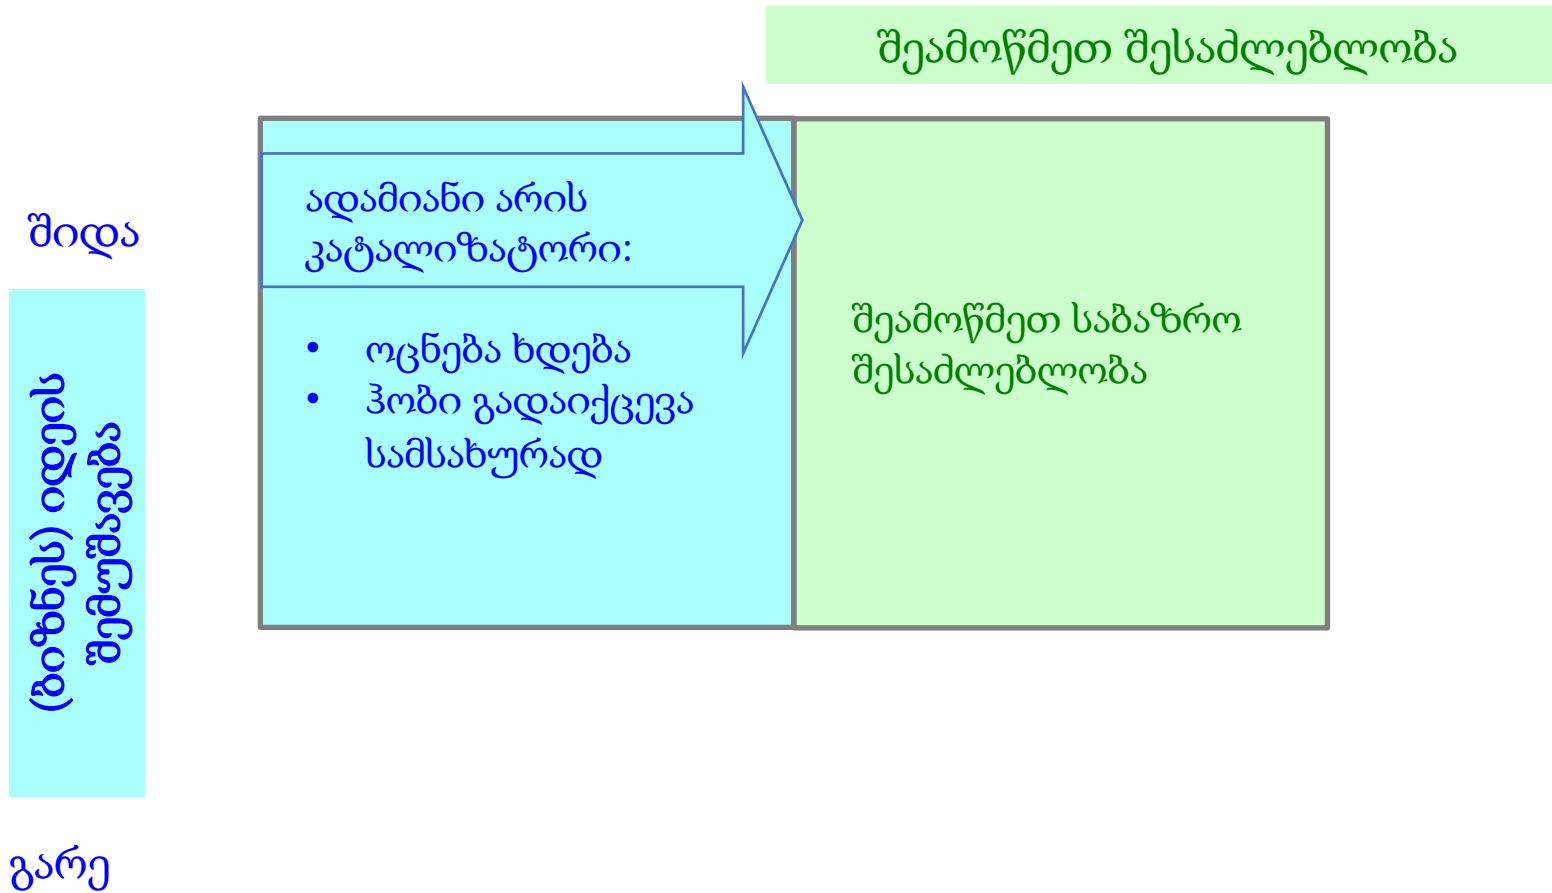 შეამოწმეთ შესაძლებლობა
შიდა
ადამიანი არის
კატალიზატორი:
• ოცნება ხდება
• ჰობი გადაიქცევა
სამსახურად
შეამოწმეთ საბაზრო
შესაძლებლობა
(ბიზნეს) იდეის
შემუშავება
გარე